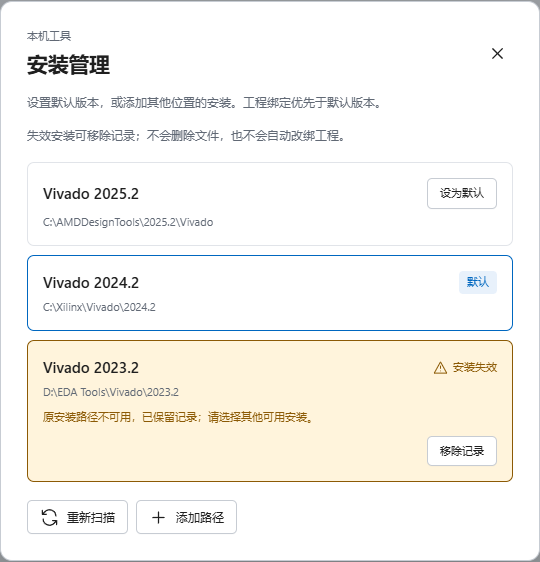 本机工具
安装管理
设置默认版本，或添加其他位置的安装。工程绑定优先于默认版本。
失效安装可移除记录；不会删除文件，也不会自动改绑工程。
Vivado 2025.2
设为默认
C:\AMDDesignTools\2025.2\Vivado
Vivado 2024.2
默认
C:\Xilinx\Vivado\2024.2
Vivado 2023.2
安装失效
D:\EDA Tools\Vivado\2023.2
原安装路径不可用，已保留记录；请选择其他可用安装。
移除记录
重新扫描
添加路径